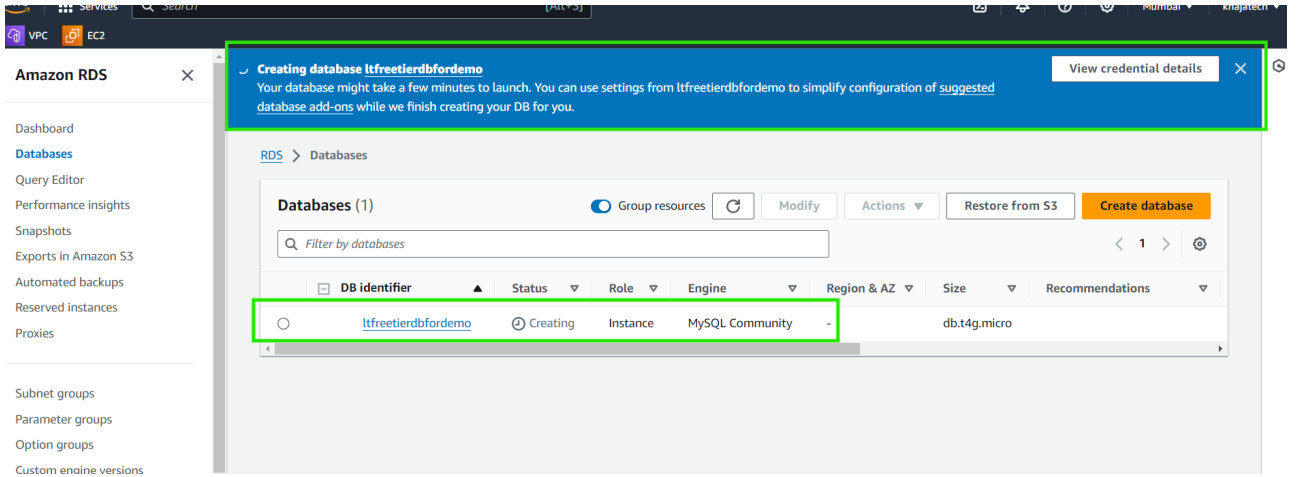 Services
Search
[Alt+S]
Mumbai
khajatech
VPC
EC2
Amazon RDS
Dashboard
Databases
Query Editor
Performance insights
Snapshots
Exports in Amazon S3
Automated backups
Reserved instances
Proxies
Subnet groups
Parameter groups
Option groups
Custom engine versions
Creating database ltfreetierdbfordemo
View credential details
Your database might take a few minutes to launch. You can use settings from ltfreetierdbfordemo to simplify configuration of suggested
database add-ons while we finish creating your DB for you.
RDS > Databases
Databases (1)
Group resources
Modify
Actions
Restore from S3
Create database
Filter by databases
1
DB identifier Status Role Engine Region & AZ Size Recommendations
ltfreetierdbfordemo Creating Instance MySQL Community - db.t4g.micro